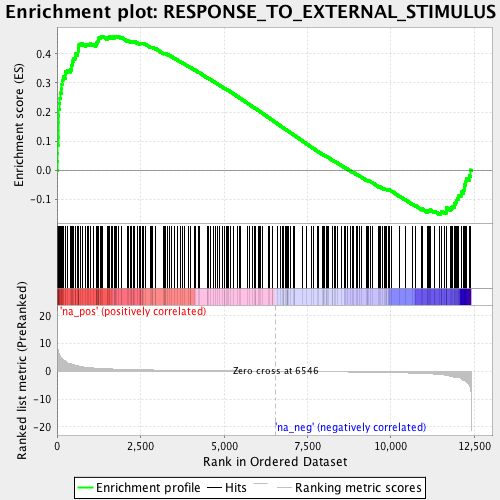 Enrichment plot: RESPONSE_TO_EXTERNAL_STIMULUS
Enrichment score (ES)
0.4
0.3
0.2
0.1
0.0
-0.1
'na_pos' (positively correlated)
Ranked list metric (PreRanked)
20
10
0
-10
-20
Zero cross at 6546
'na_neg' (negatively correlated)
0
2,500
5,000
7,500
10,000
12,500
Rank in Ordered Dataset
Enrichment profile
Hits
Ranking metric scores